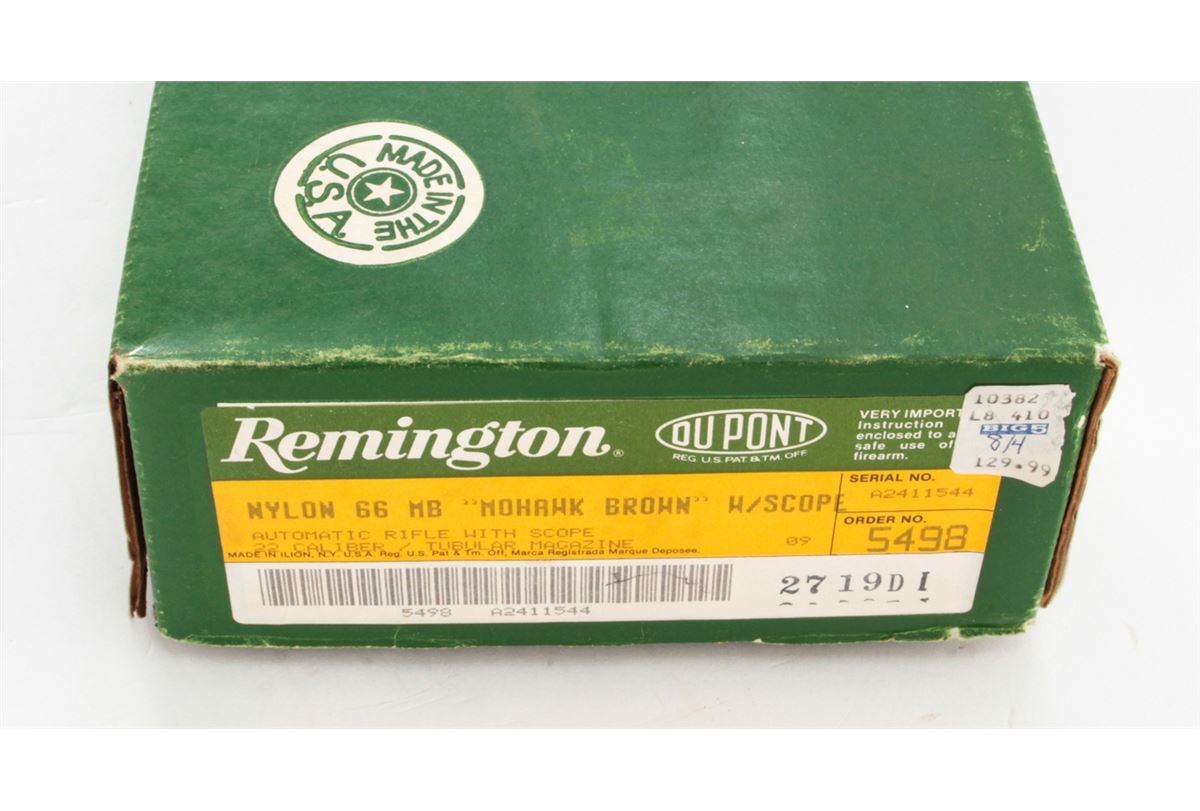 MADE IN THE
U.S.A.
Remington®
DU PONT
REG. U.S. PAT. & TM. OFF.
VERY IMPORT
Instruction
enclosed to a
safe use of
firearm.
10382
L8 410
BIG 5
8/4
129.99
NYLON 66 MB "MOHAWK BROWN" W/SCOPE
SERIAL NO.
A2411544
AUTOMATIC RIFLE WITH SCOPE
22 CALIBER / TUBULAR MAGAZINE
09
ORDER NO.
5498
MADE IN ILION, N.Y. U.S.A. Reg. U.S. Pat & Tm. Off, Marca Registrada Marque Deposee.
5498 A2411544
2719D I